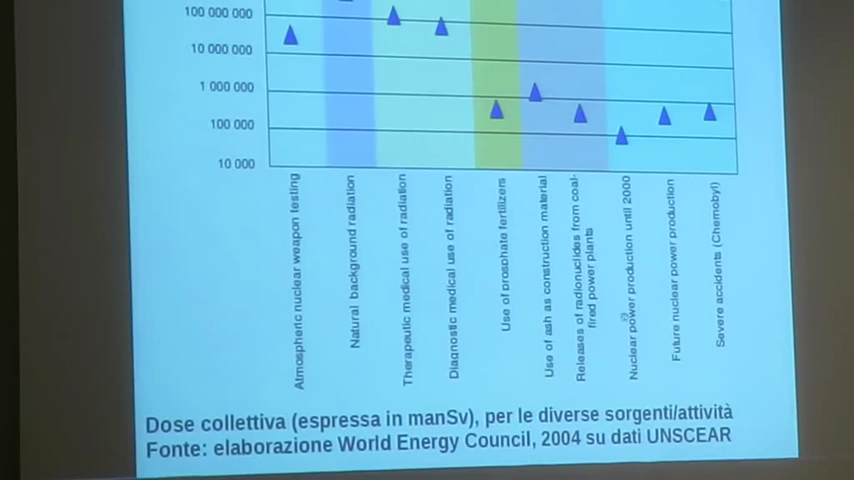 100 000 000
10 000 000
1 000 000
100 000
10 000
Atmospheric nuclear weapon testing
Natural background radiation
Therapeutic medical use of radiation
Diagnostic medical use of radiation
Use of prosphate fertilizers
Use of ash as construction material
Releases of radionuclides from coal-
fired power plants
Nuclear power production until 2000
Future nuclear power production
Severe accidents (Chernobyl)
Dose collettiva (espressa in manSv), per le diverse sorgenti/attività
Fonte: elaborazione World Energy Council, 2004 su dati UNSCEAR